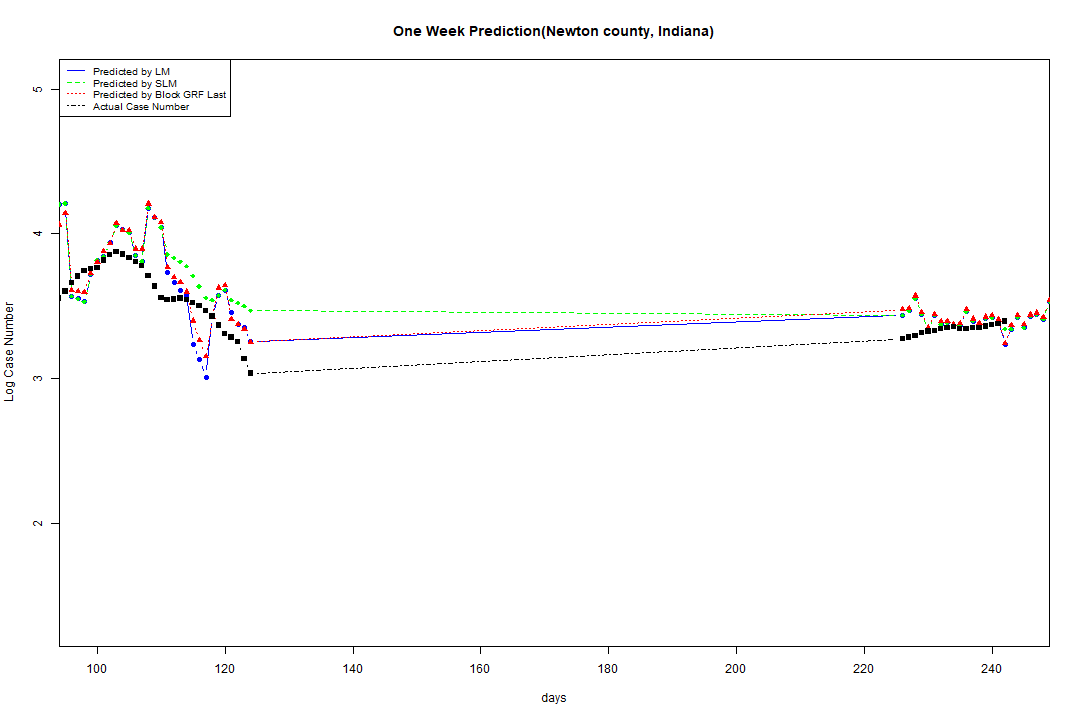 One Week Prediction(Newton county, Indiana)
Predicted by LM
Predicted by SLM
Predicted by Block GRF Last
Actual Case Number
Log Case Number
5
4
3
2
100 120 140 160 180 200 220 240
days